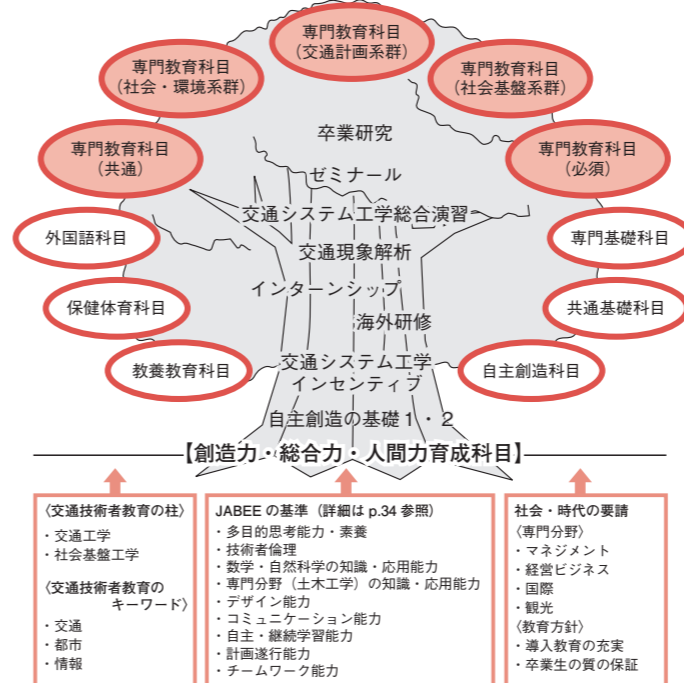 専門教育科目
（交通計画系群）
専門教育科目
（社会・環境系群）
専門教育科目
（社会基盤系群）
専門教育科目
（共通）
専門教育科目
（必須）
卒業研究
ゼミナール
交通システム工学総合演習
外国語科目
専門基礎科目
交通現象解析
インターンシップ
保健体育科目
共通基礎科目
海外研修
教養教育科目
自主創造科目
交通システム工学
インセンティブ
自主創造の基礎1・2
【創造力・総合力・人間力育成科目】
〈交通技術者教育の柱〉
・交通工学
・社会基盤工学
〈交通技術者教育の
キーワード〉
・交通
・都市
・情報
JABEEの基準（詳細はp.34参照）
・多目的思考能力・素養
・技術者倫理
・数学・自然科学の知識・応用能力
・専門分野（土木工学）の知識・応用能力
・デザイン能力
・コミュニケーション能力
・自主・継続学習能力
・計画遂行能力
・チームワーク能力
社会・時代の要請
〈専門分野〉
・マネジメント
・経営ビジネス
・国際
・観光
〈教育方針〉
・導入教育の充実
・卒業生の質の保証